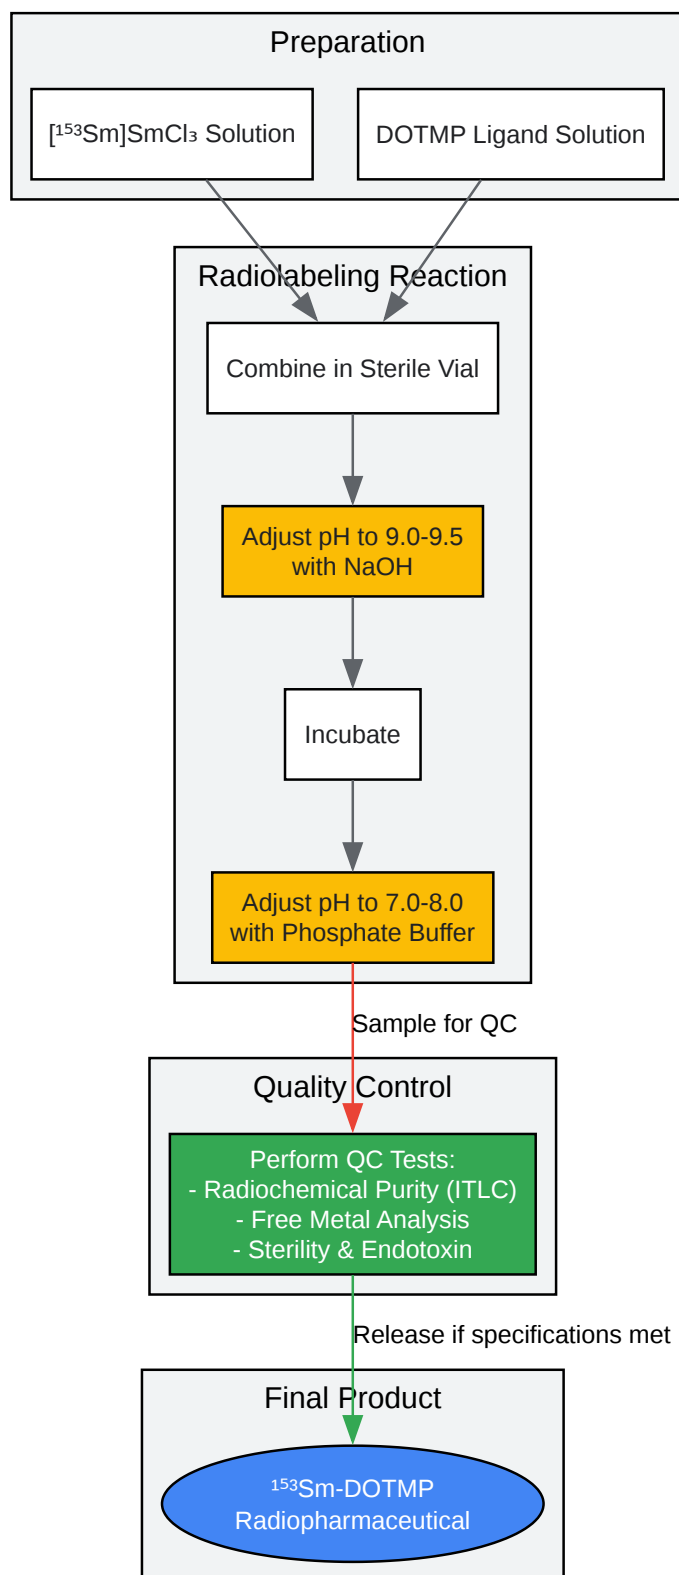 Preparation
[¹⁵³Sm]SmCl₃ Solution
DOTMP Ligand Solution
Radiolabeling Reaction
Combine in Sterile Vial
Adjust pH to 9.0-9.5
with NaOH
Incubate
Adjust pH to 7.0-8.0
with Phosphate Buffer
Sample for QC
Quality Control
Perform QC Tests:
- Radiochemical Purity (ITLC)
- Free Metal Analysis
- Sterility & Endotoxin
Release if specifications met
Final Product
¹⁵³Sm-DOTMP
Radiopharmaceutical